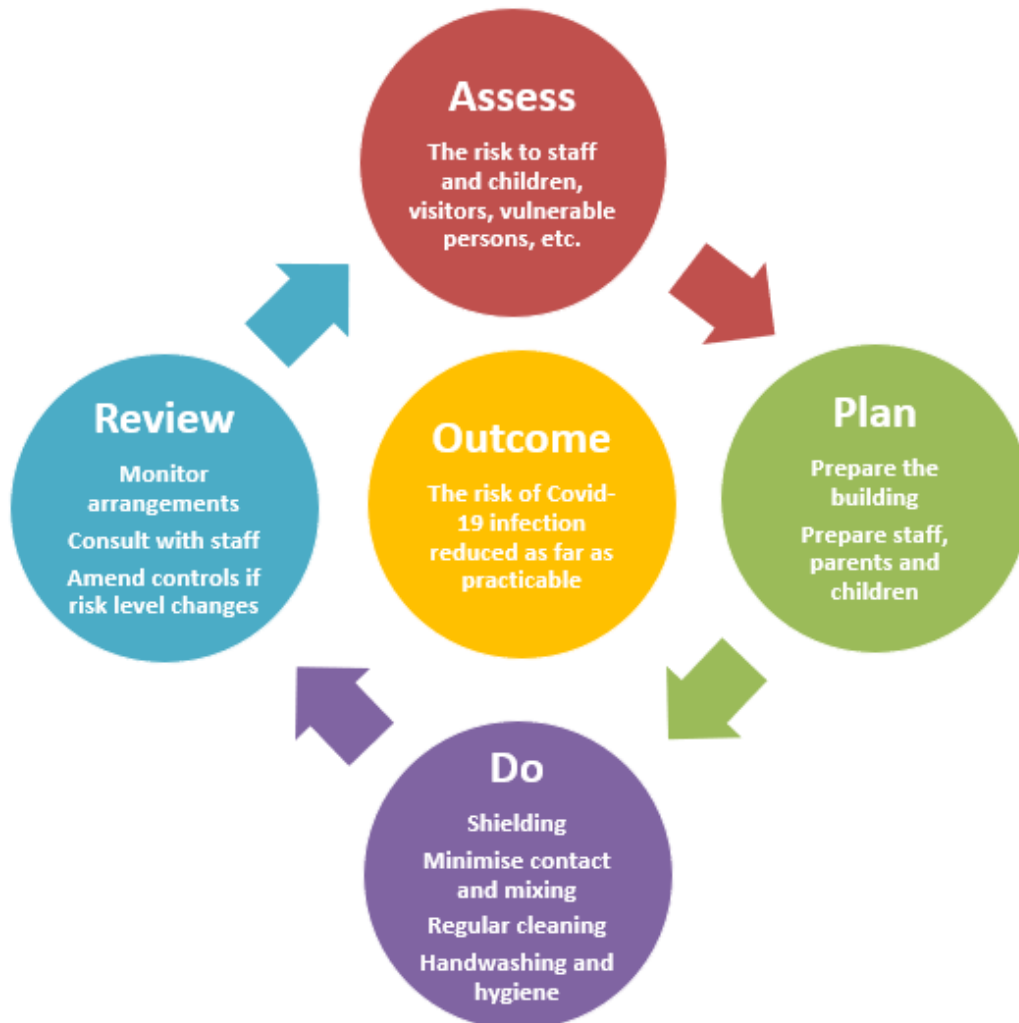 Assess
The risk to staff
and children,
visitors, vulnerable
persons, etc.
Plan
Prepare the
building
Prepare staff,
parents and
children
Do
Shielding
Minimise contact
and mixing
Regular cleaning
Handwashing and
hygiene
Review
Monitor
arrangements
Consult with staff
Amend controls if
risk level changes
Outcome
The risk of Covid-
19 infection
reduced as far as
practicable